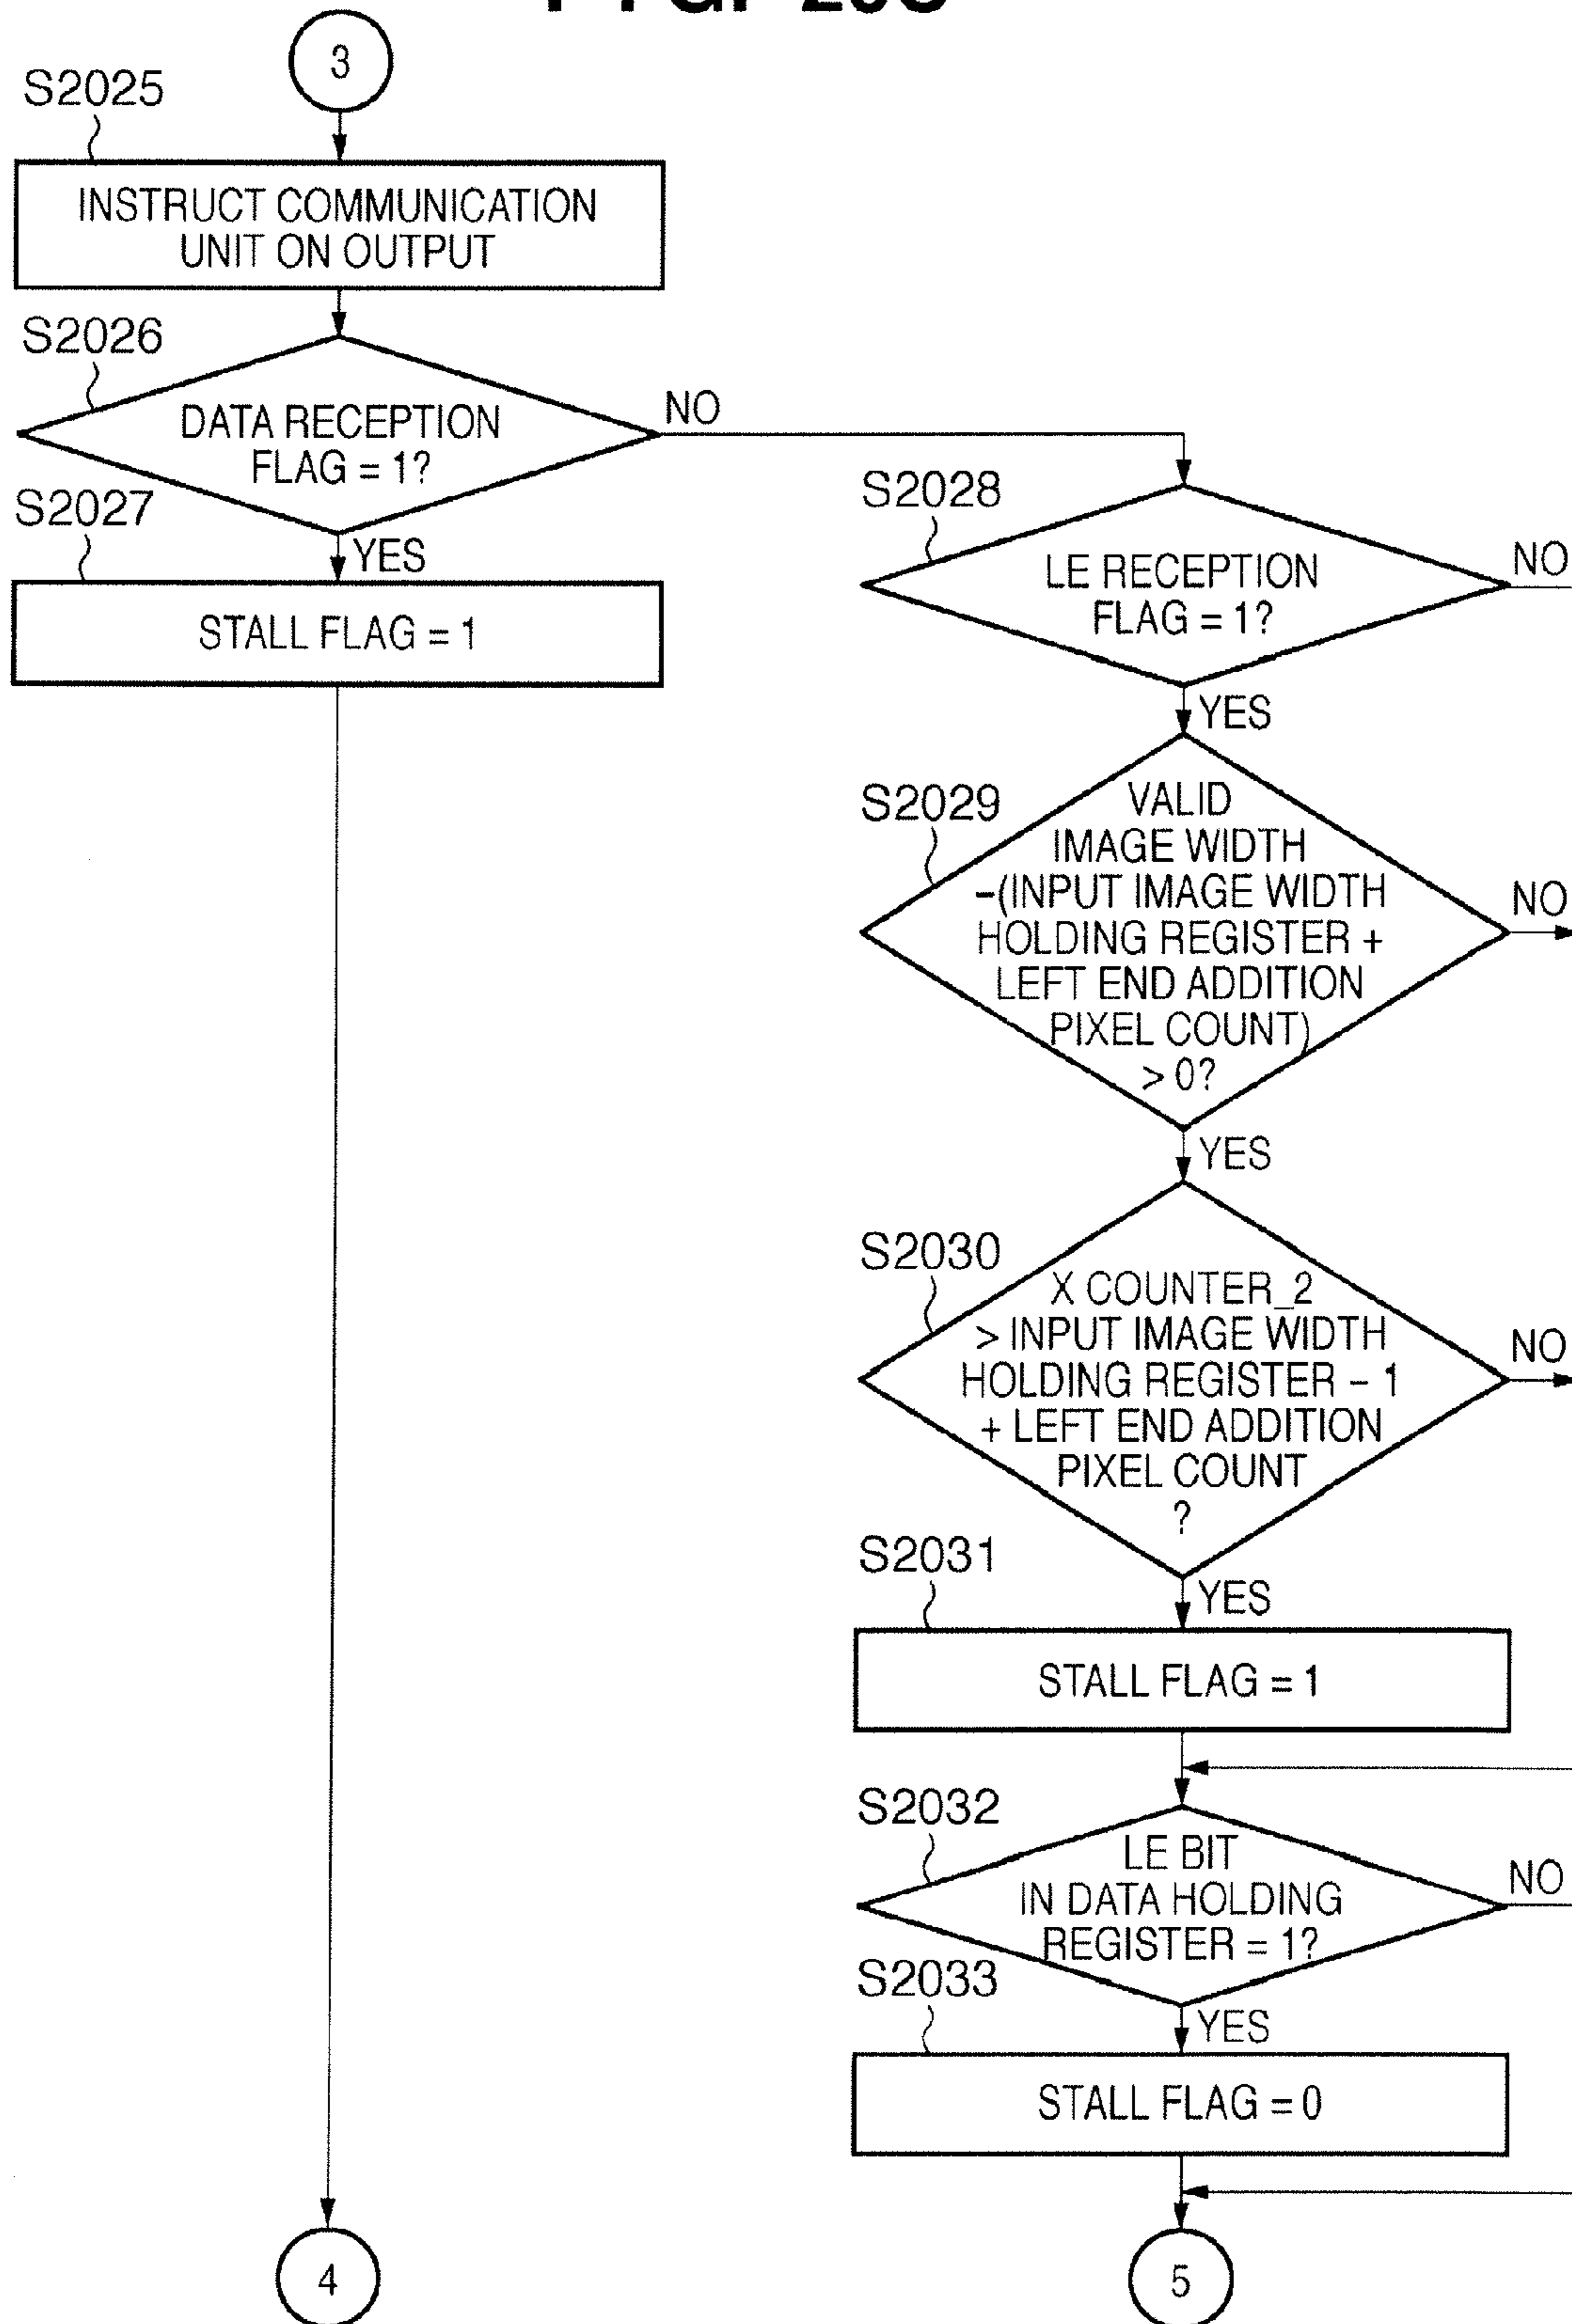 3
S2025
INSTRUCT COMMUNICATION
UNIT ON OUTPUT
S2026
DATA RECEPTION
FLAG = 1?
NO
S2027
YES
STALL FLAG = 1
S2028
LE RECEPTION
FLAG = 1?
NO
YES
S2029
VALID
IMAGE WIDTH
–(INPUT IMAGE WIDTH
HOLDING REGISTER +
LEFT END ADDITION
PIXEL COUNT)
> 0?
NO
YES
S2030
X COUNTER_2
> INPUT IMAGE WIDTH
HOLDING REGISTER – 1
+ LEFT END ADDITION
PIXEL COUNT
?
NO
YES
S2031
STALL FLAG = 1
S2032
LE BIT
IN DATA HOLDING
REGISTER = 1?
NO
S2033
YES
STALL FLAG = 0
4
5